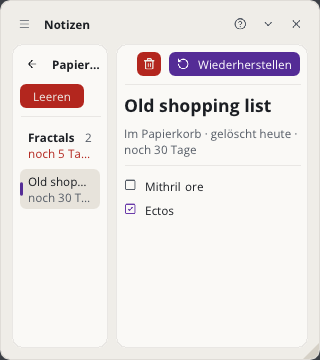 Notizen
Papier...
Leeren
Fractals 2
noch 5 Ta...
Old shop...
noch 30 T...
Wiederherstellen
Old shopping list
Im Papierkorb · gelöscht heute ·
noch 30 Tage
Mithril ore
Ectos